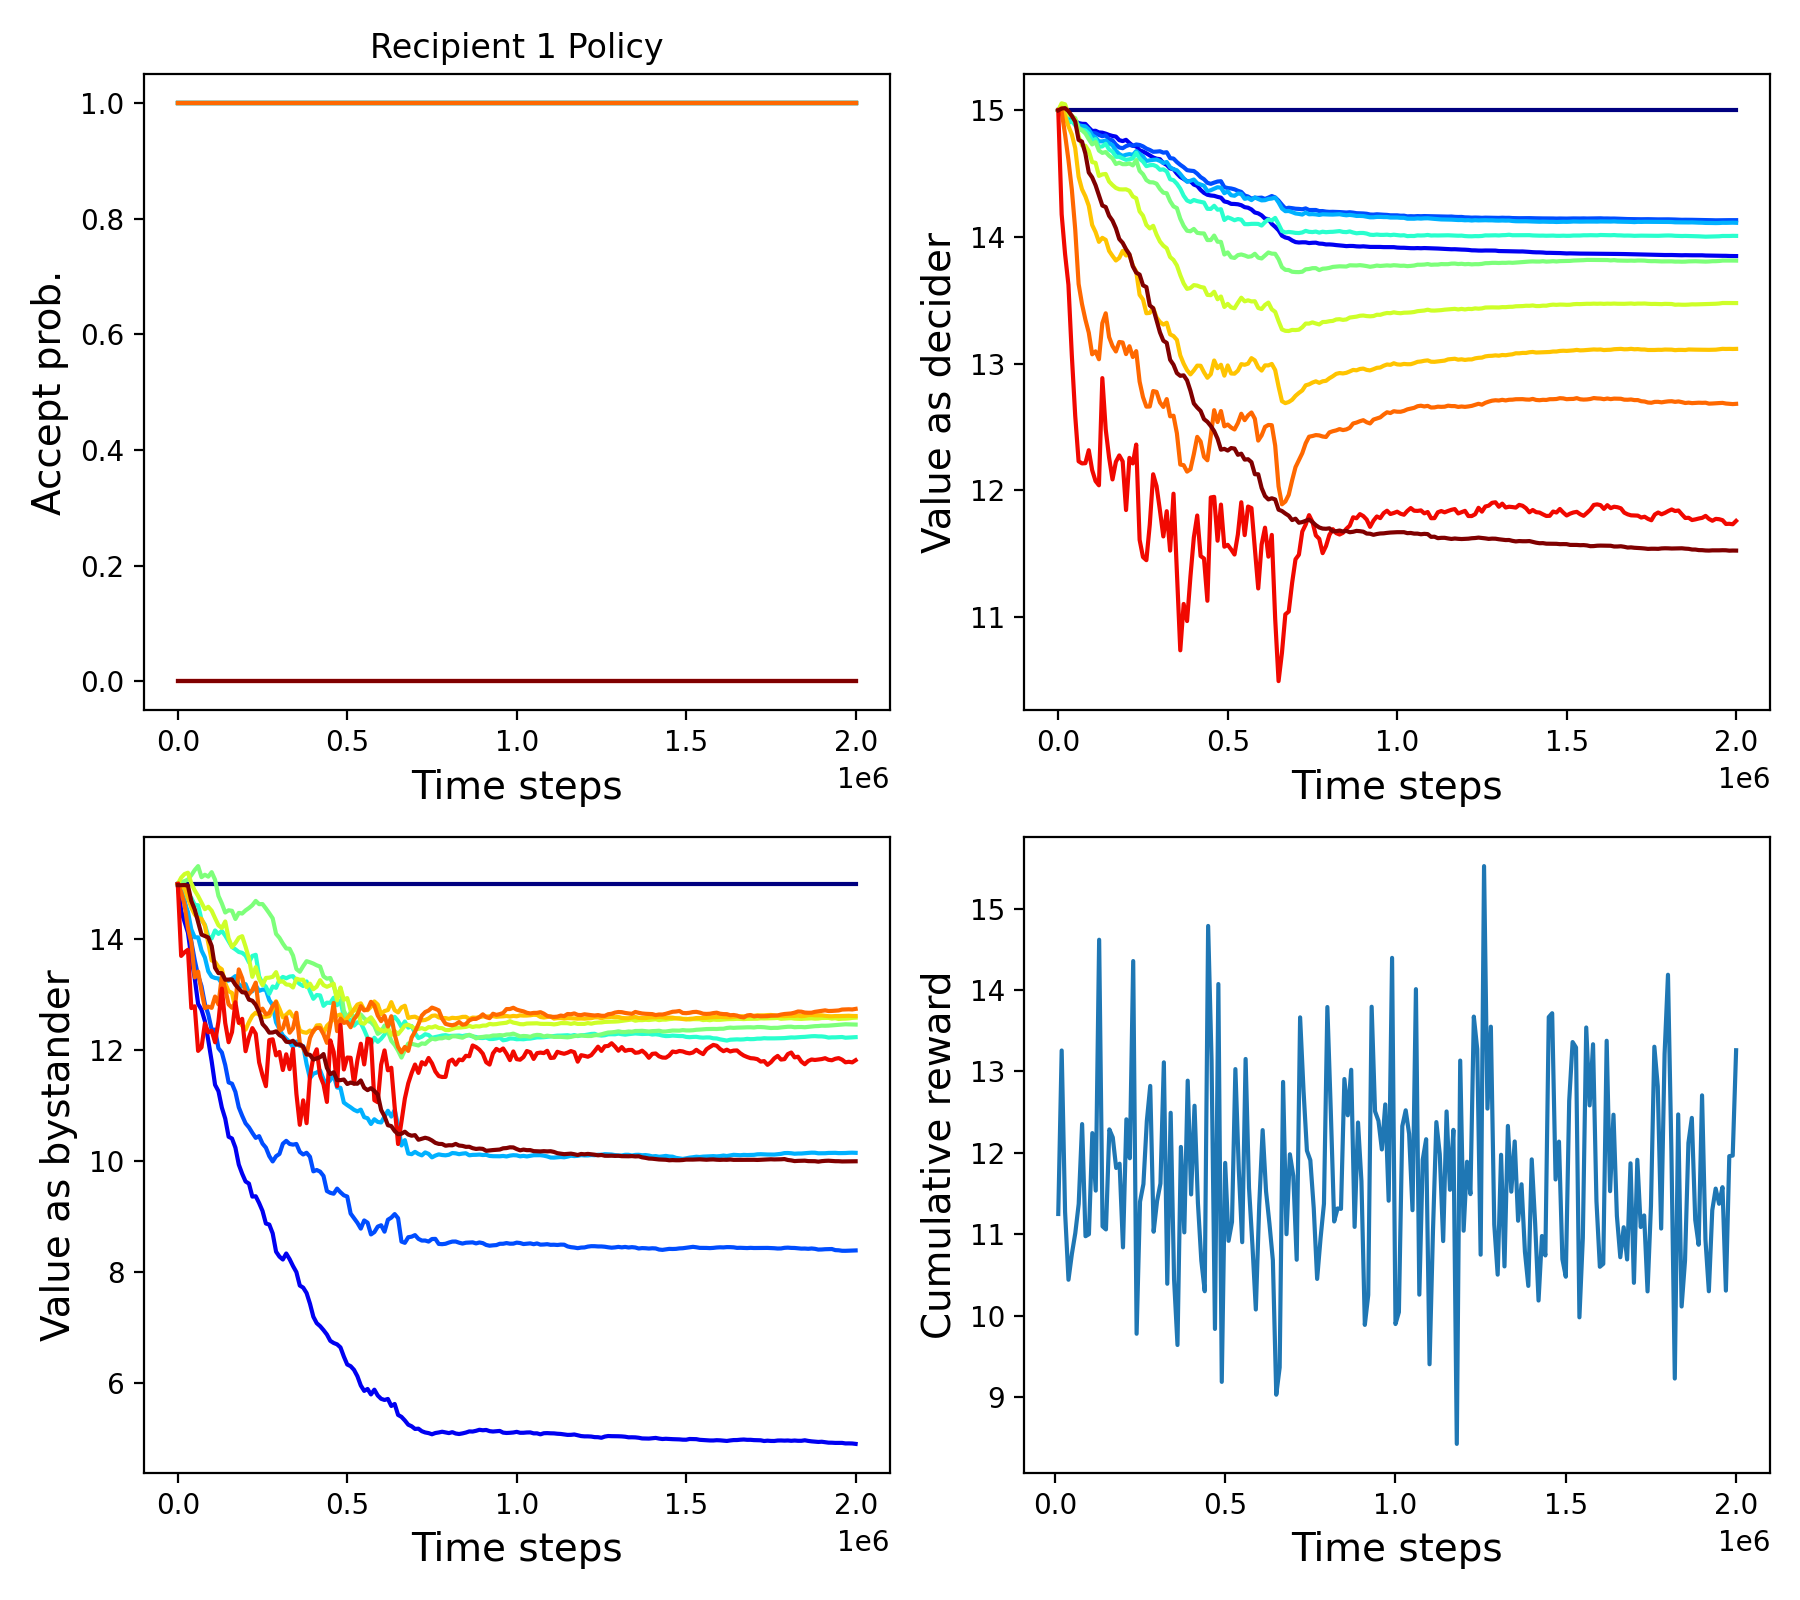 Recipient 1 Policy
Accept prob.
1.0
0.8
0.6
0.4
0.2
0.0
0.0 0.5 1.0 1.5 2.0
1e6
Time steps
Value as decider
15
14
13
12
11
0.0 0.5 1.0 1.5 2.0
1e6
Time steps
Value as bystander
14
12
10
8
6
0.0 0.5 1.0 1.5 2.0
1e6
Time steps
Cumulative reward
15
14
13
12
11
10
9
0.0 0.5 1.0 1.5 2.0
1e6
Time steps